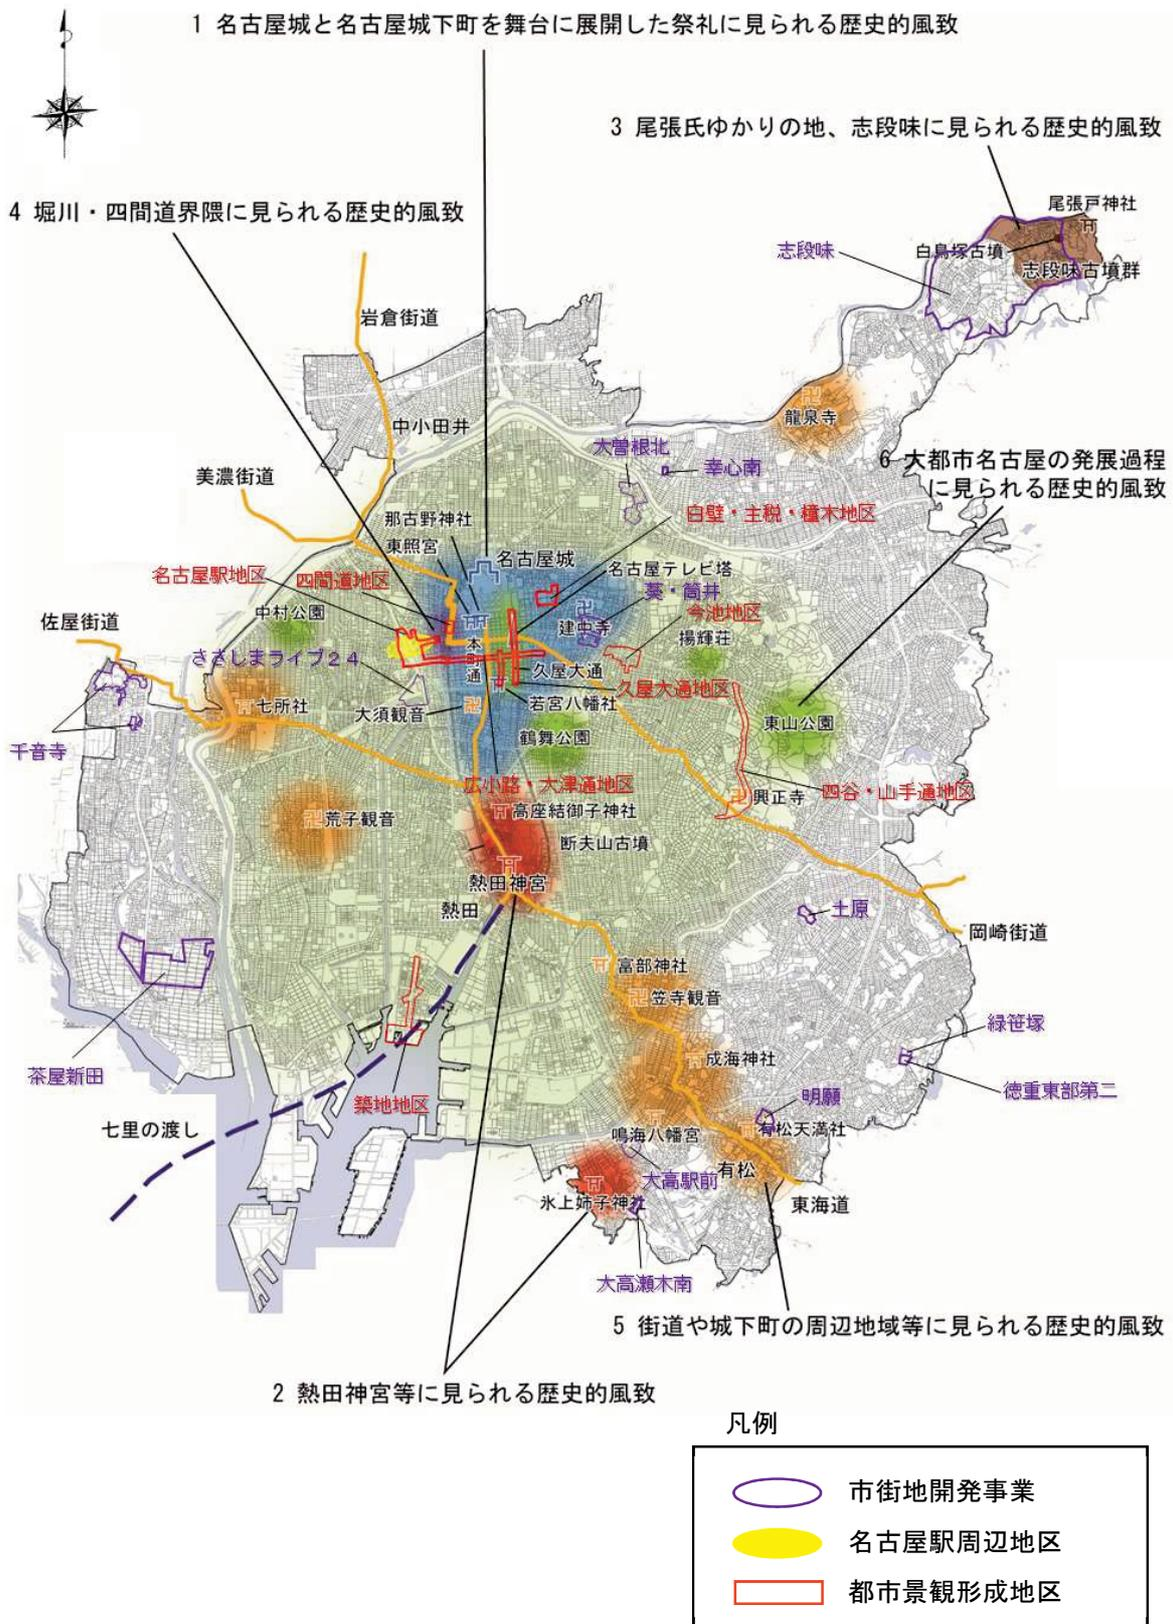 1 名古屋城と名古屋城下町を舞台に展開した祭礼に見られる歴史的風致
3 尾張氏ゆかりの地、志段味に見られる歴史的風致
4 堀川・四間道界隈に見られる歴史的風致
尾張戸神社
志段味
白鳥塚古墳
志段味古墳群
岩倉街道
龍泉寺
中小田井
大曽根北
幸心南
6 大都市名古屋の発展過程
に見られる歴史的風致
美濃街道
白壁・主税・橦木地区
那古野神社
東照宮
名古屋城
名古屋テレビ塔
名古屋駅地区
四間道地区
葵・筒井
今池地区
中村公園
佐屋街道
建中寺
揚輝荘
本町通
ささしまライブ24
久屋大通
久屋大通地区
七所社
大須観音
若宮八幡社
東山公園
千音寺
鶴舞公園
広小路・大津通地区
四谷・山手通地区
興正寺
高座結御子神社
荒子観音
断夫山古墳
熱田神宮
熱田
土原
岡崎街道
富部神社
笠寺観音
緑笹塚
成海神社
茶屋新田
徳重東部第二
築地地区
明願
七里の渡し
有松天満社
鳴海八幡宮
有松
大高駅前
氷上姉子神社
東海道
大高瀬木南
5 街道や城下町の周辺地域等に見られる歴史的風致
2 熱田神宮等に見られる歴史的風致
凡例
市街地開発事業
名古屋駅周辺地区
都市景観形成地区